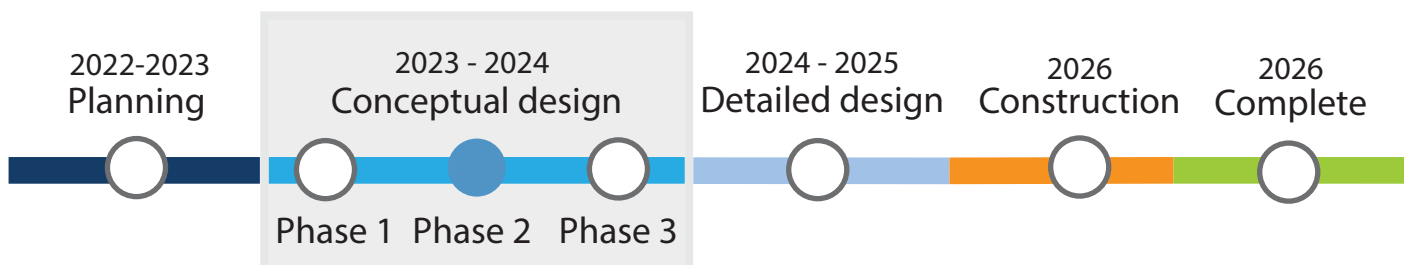 2022-2023
Planning
2023 - 2024
Conceptual design
Phase 1
Phase 2
Phase 3
2024 - 2025
Detailed design
2026
Construction
2026
Complete